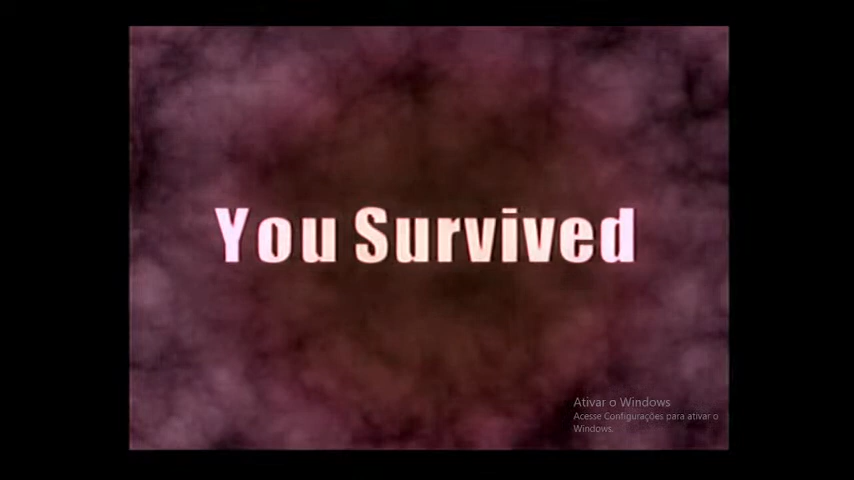 You Survived
Ativar o Windows
Acesse Configurações para ativar o
Windows.